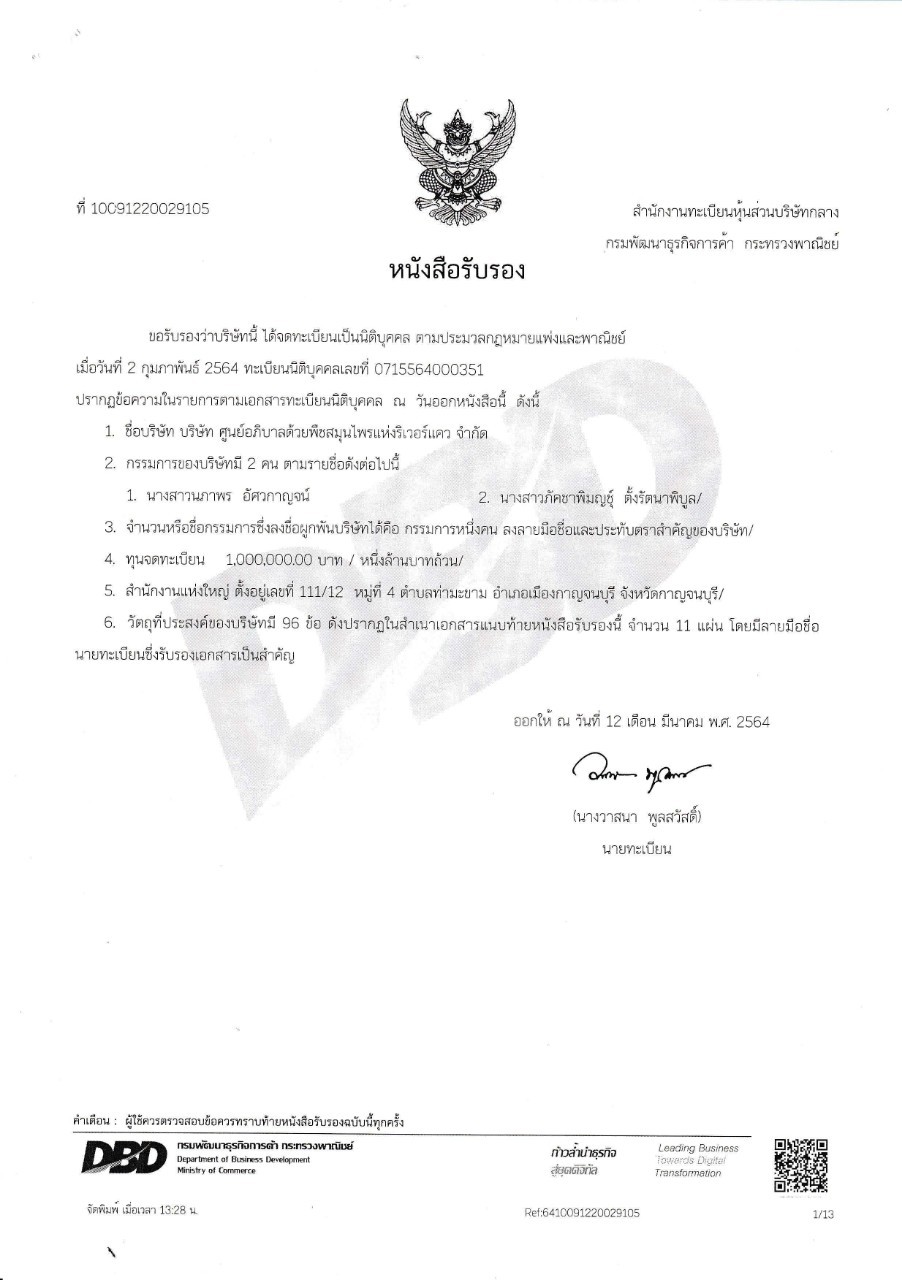 ที่ 10091220029105
สำนักงานทะเบียนหุ้นส่วนบริษัทกลาง
กรมพัฒนาธุรกิจการค้า กระทรวงพาณิชย์
หนังสือรับรอง
ขอรับรองว่าบริษัทนี้ ได้จดทะเบียนเป็นนิติบุคคล ตามประมวลกฎหมายแพ่งและพาณิชย์
เมื่อวันที่ 2 กุมภาพันธ์ 2564 ทะเบียนนิติบุคคลเลขที่ 0715564000351
ปรากฏข้อความในรายการตามเอกสารทะเบียนนิติบุคคล ณ วันออกหนังสือนี้ ดังนี้
1. ชื่อบริษัท บริษัท ศูนย์อภิบาลด้วยพืชสมุนไพรแห่งริเวอร์แคว จำกัด
2. กรรมการของบริษัทมี 2 คน ตามรายชื่อดังต่อไปนี้
1. นางสาวนภาพร อัศวกาญจน์ 2. นางสาวภัคชาพิมญชุ์ ตั้งรัตนาพิบูล/
3. จำนวนหรือชื่อกรรมการซึ่งลงชื่อผูกพันบริษัทได้คือ กรรมการหนึ่งคน ลงลายมือชื่อและประทับตราสำคัญของบริษัท/
4. ทุนจดทะเบียน 1,000,000.00 บาท / หนึ่งล้านบาทถ้วน/
5. สำนักงานแห่งใหญ่ ตั้งอยู่เลขที่ 111/12 หมู่ที่ 4 ตำบลท่ามะขาม อำเภอเมืองกาญจนบุรี จังหวัดกาญจนบุรี/
6. วัตถุที่ประสงค์ของบริษัทมี 96 ข้อ ดังปรากฏในสำเนาเอกสารแนบท้ายหนังสือรับรองนี้ จำนวน 11 แผ่น โดยมีลายมือชื่อ
นายทะเบียนซึ่งรับรองเอกสารเป็นสำคัญ
ออกให้ ณ วันที่ 12 เดือน มีนาคม พ.ศ. 2564
(นางวาสนา พูลสวัสดิ์)
นายทะเบียน
คำเตือน : ผู้ใช้ควรตรวจสอบข้อควรทราบท้ายหนังสือรับรองฉบับนี้ทุกครั้ง
DBD
กรมพัฒนาธุรกิจการค้า กระทรวงพาณิชย์
Department of Business Development
Ministry of Commerce
ก้าวล้ำนำธุรกิจ
สู่ยุคดิจิทัล
Leading Business
Towards Digital
Transformation
จัดพิมพ์ เมื่อเวลา 13:28 น.
Ref:6410091220029105
1/13